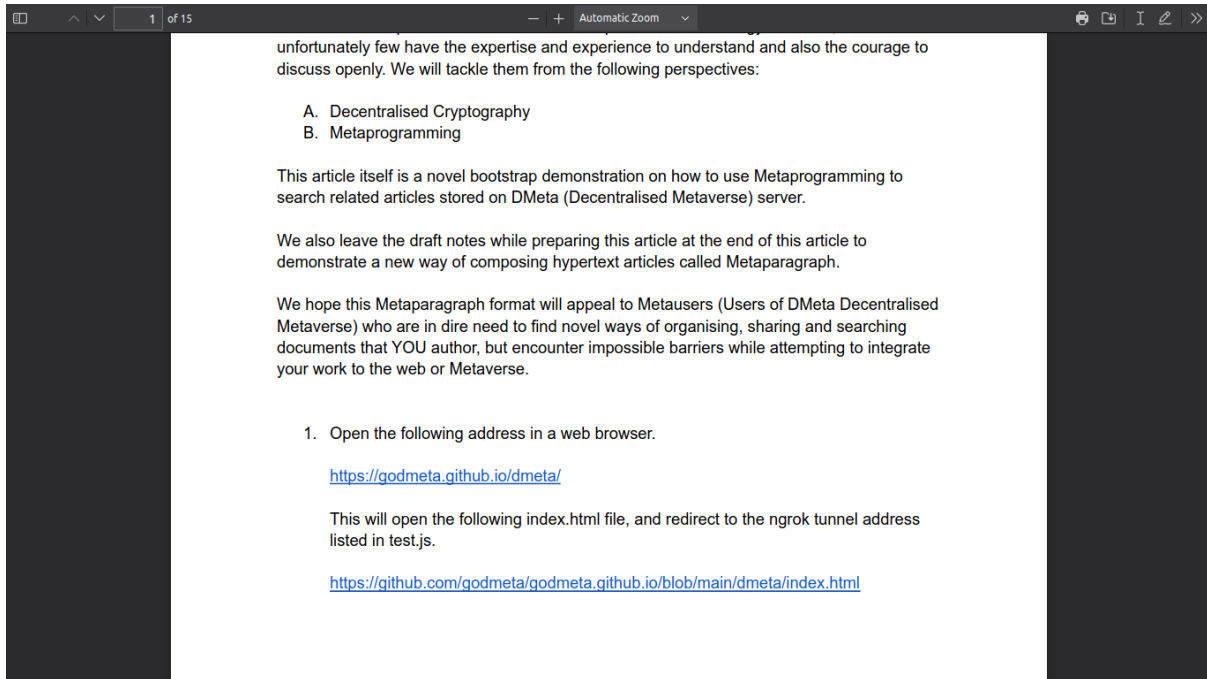 1 of 15 Automatic Zoom
unfortunately few have the expertise and experience to understand and also the courage to
discuss openly. We will tackle them from the following perspectives:
A. Decentralised Cryptography
B. Metaprogramming
This article itself is a novel bootstrap demonstration on how to use Metaprogramming to
search related articles stored on DMeta (Decentralised Metaverse) server.
We also leave the draft notes while preparing this article at the end of this article to
demonstrate a new way of composing hypertext articles called Metaparagraph.
We hope this Metaparagraph format will appeal to Metausers (Users of DMeta Decentralised
Metaverse) who are in dire need to find novel ways of organising, sharing and searching
documents that YOU author, but encounter impossible barriers while attempting to integrate
your work to the web or Metaverse.
1. Open the following address in a web browser.
https://godmeta.github.io/dmeta/
This will open the following index.html file, and redirect to the ngrok tunnel address
listed in test.js.
https://github.com/godmeta/godmeta.github.io/blob/main/dmeta/index.html